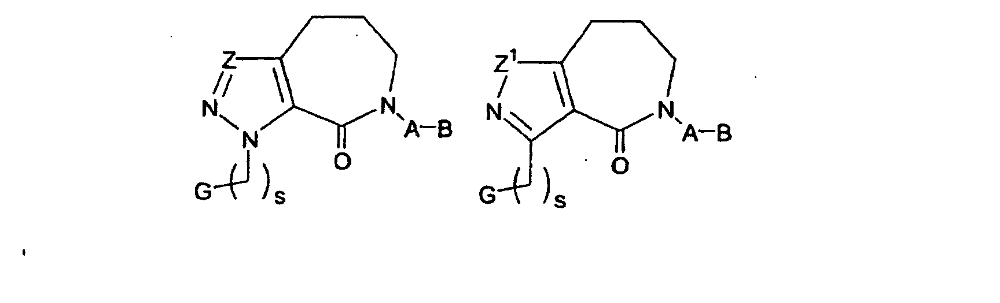 Z Z1
N N N N
A-B A-B
N
O O
G ( ) s G ( ) s